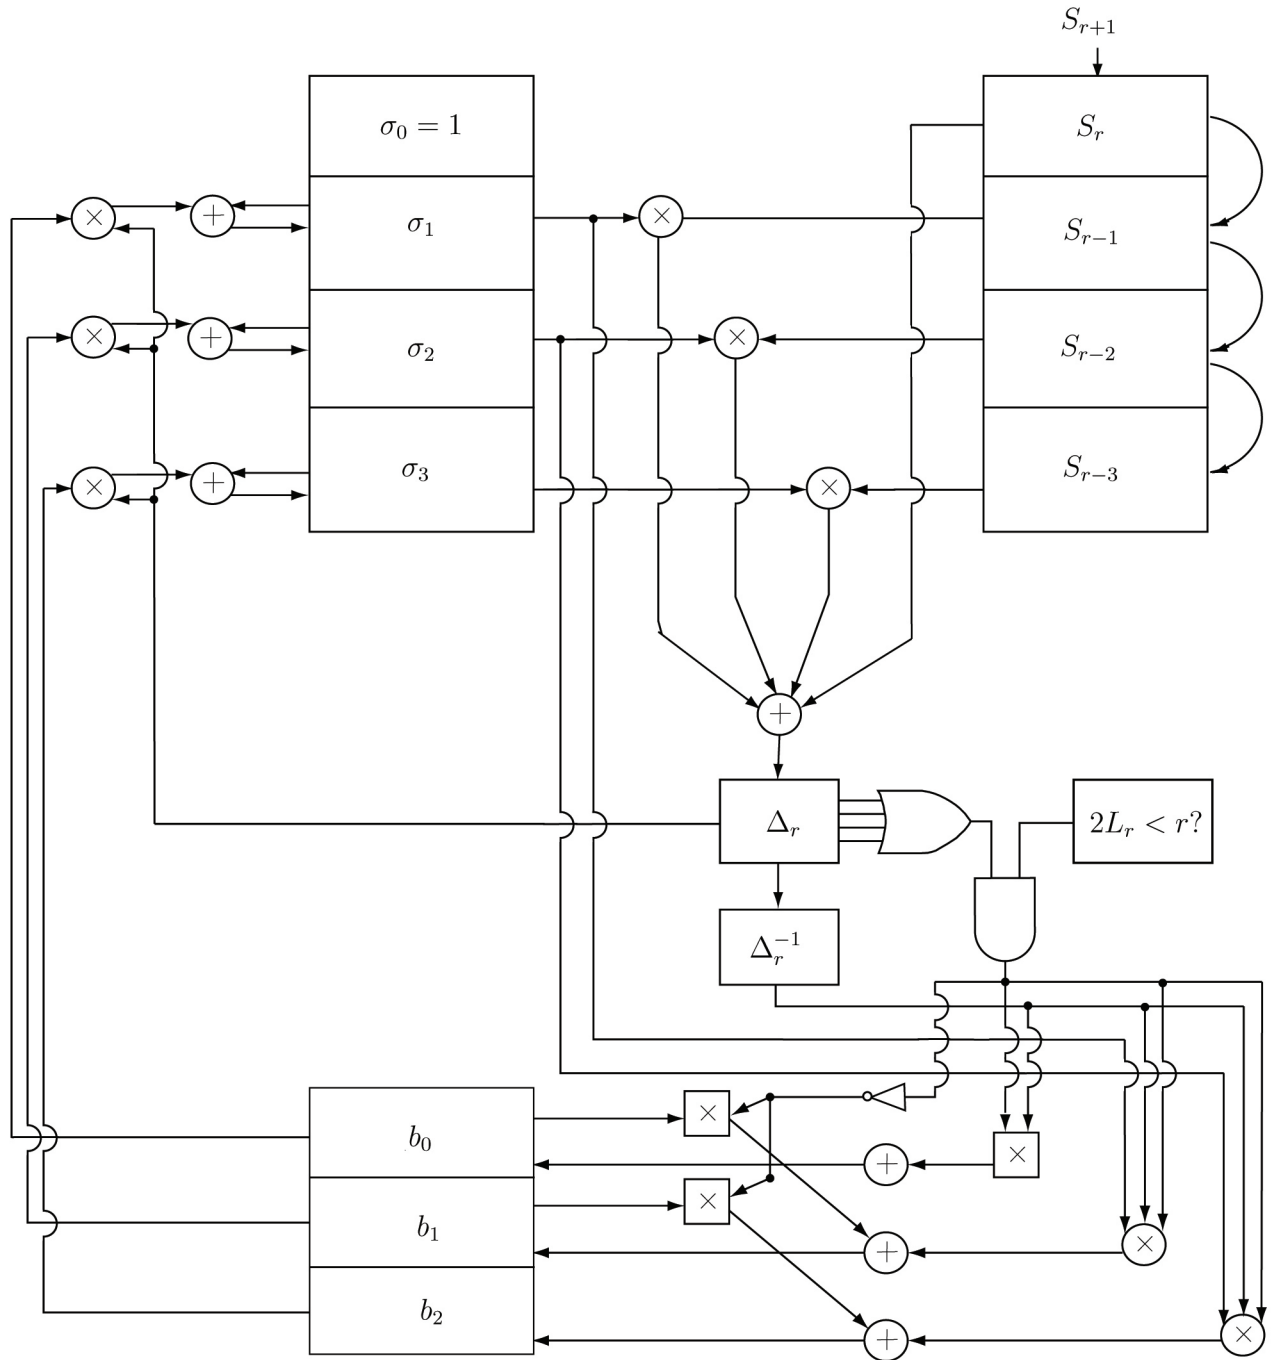 S_{r+1}
σ_0 = 1
S_r
σ_1
S_{r−1}
σ_2
S_{r−2}
σ_3
S_{r−3}
Δ_r
2L_r < r?
Δ_r^{−1}
b_0
b_1
b_2